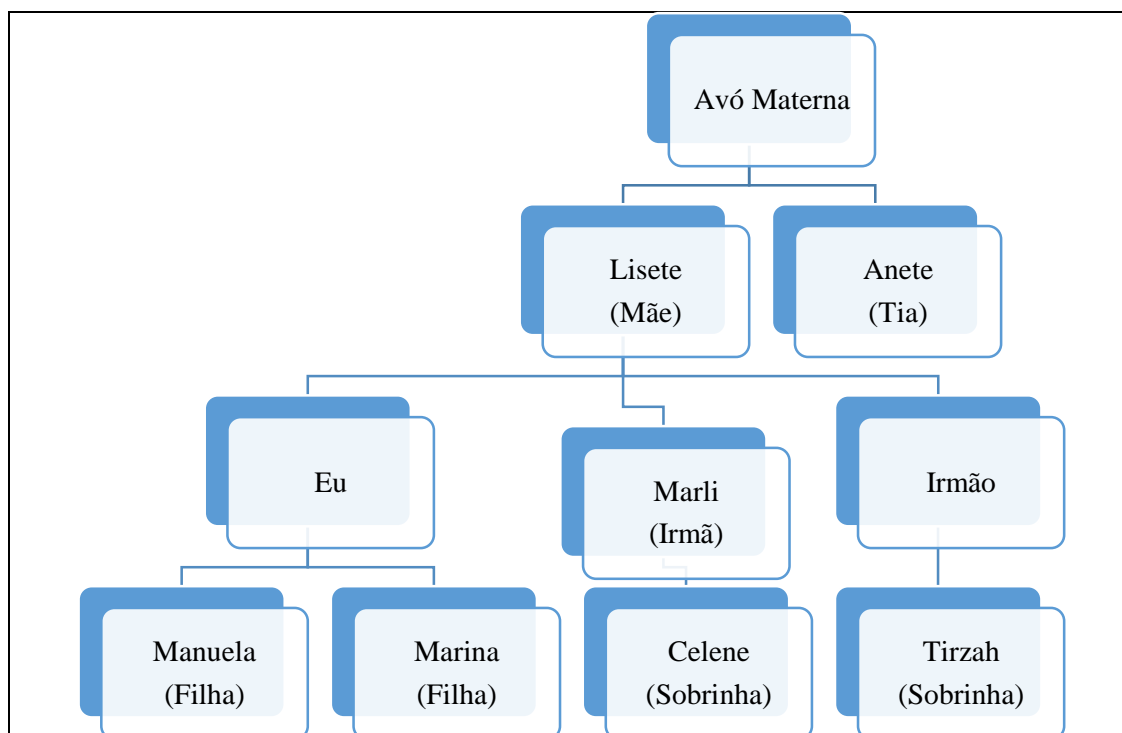 Avó Materna
Lisete
(Mãe)
Anete
(Tia)
Eu
Marli
(Irmã)
Irmão
Manuela
(Filha)
Marina
(Filha)
Celene
(Sobrinha)
Tirzah
(Sobrinha)